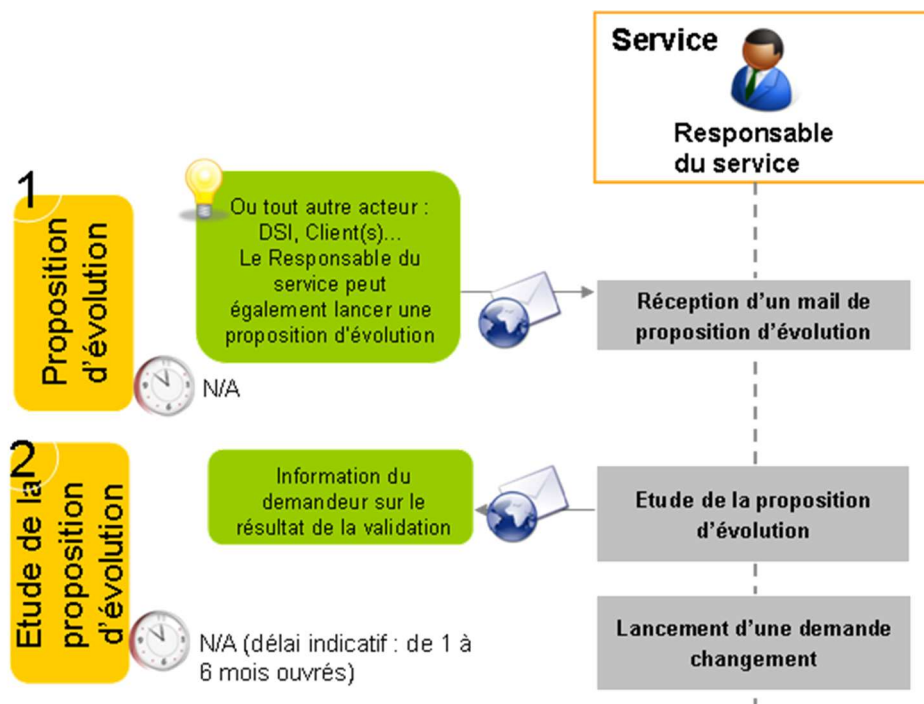 Service
Responsable
du service
1
Proposition
d'évolution
Ou tout autre acteur :
DSI, Client(s)...
Le Responsable du
service peut
également lancer une
proposition d'évolution
Réception d'un mail de
proposition d'évolution
N/A
2
Etude de la
proposition
d'évolution
Information du
demandeur sur le
résultat de la validation
Etude de la proposition
d'évolution
Lancement d'une demande
changement
N/A (délai indicatif : de 1 à
6 mois ouvrés)